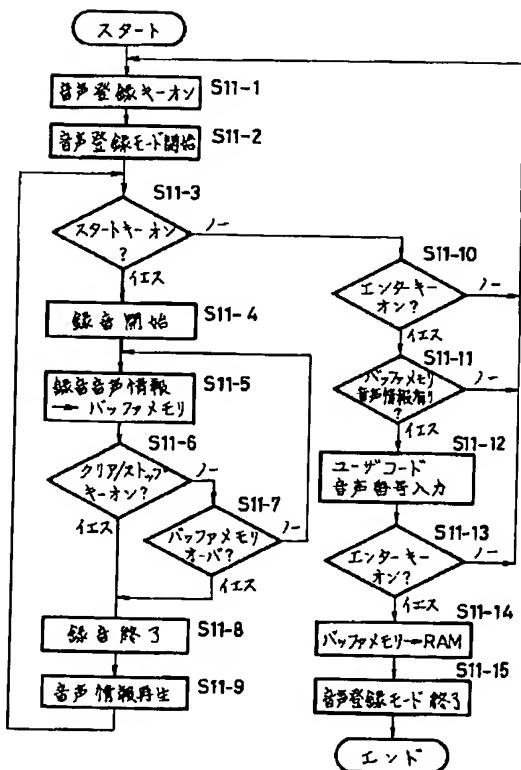 スタート
音声登録キーオン
S11-1
音声登録モード開始
S11-2
S11-3
スタートキーオン
?
ノー
イエス
録音開始
S11-4
録音音声情報
→ バッファメモリ
S11-5
S11-6
クリア/ストップ
キーオン?
ノー
イエス
S11-7
バッファメモリ
オーバ?
ノー
イエス
録音終了
S11-8
音声情報再生
S11-9
S11-10
エンターキー
オン?
ノー
イエス
S11-11
バッファメモリ
音声情報有り
?
ノー
イエス
S11-12
ユーザコード
音声番号入力
S11-13
エンターキー
オン?
ノー
イエス
S11-14
バッファメモリ→RAM
S11-15
音声登録モード終了
エンド